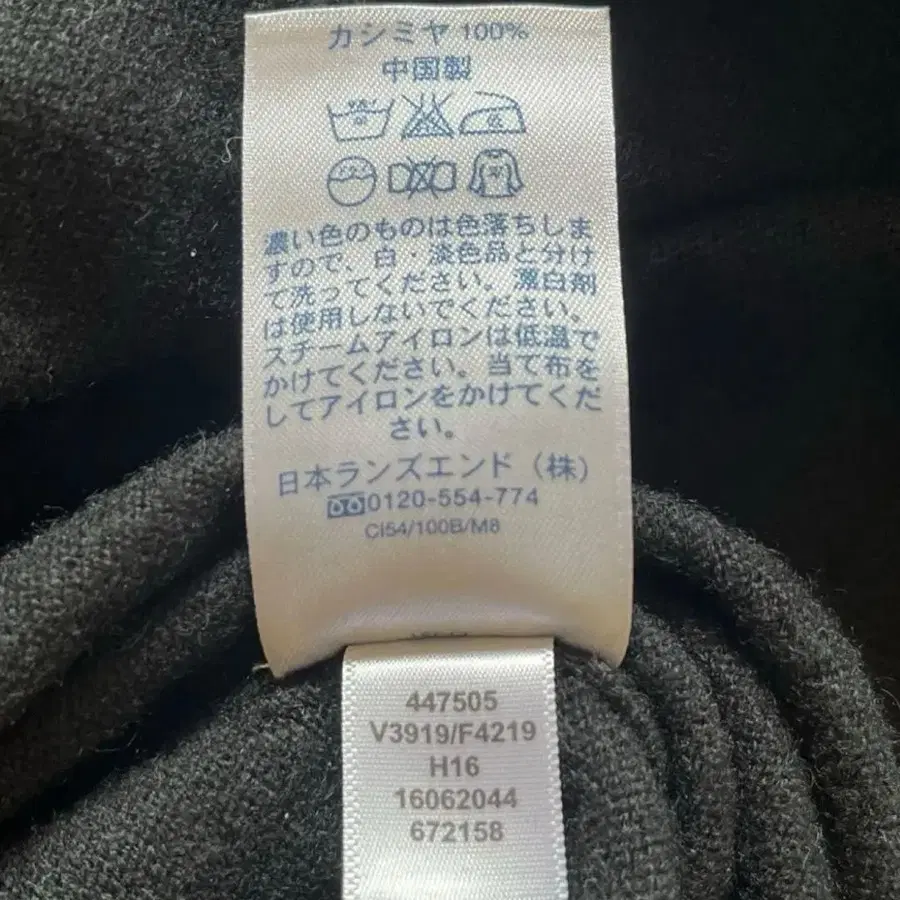 カシミヤ 100%
中国製
低
濃い色のものは色落ちしま
すので、白・淡色品と分け
て洗ってください。漂白剤
は使用しないでください。
スチームアイロンは低温で
かけてください。当て布を
してアイロンをかけてくだ
さい。
日本ランズエンド（株）
0120-554-774
CI54/100B/M8
447505
V3919/F4219
H16
16062044
672158